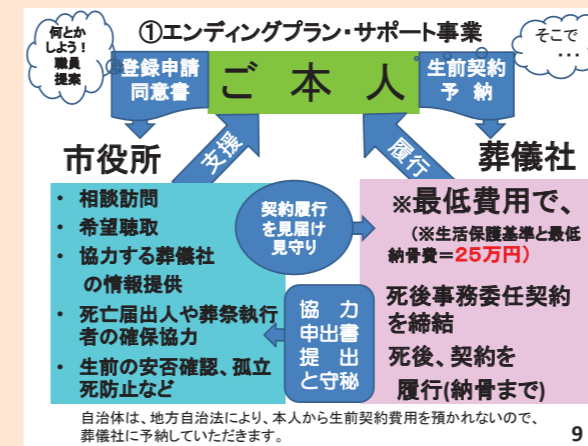 何とか
しよう！
職員
提案
①エンディングプラン・サポート事業
そこで
…
登録申請
同意書
ご本人
生前契約
予納
市役所
支援
履行
葬儀社
・ 相談訪問
・ 希望聴取
・ 協力する葬儀社
の情報提供
・ 死亡届出人や葬祭執行
者の確保協力
・ 生前の安否確認、孤立
死防止など
契約履行
を見届け
見守り
協力
申出書
提出
と守秘
※最低費用で、
（※生活保護基準と最低
納骨費＝25万円）
死後事務委任契約
を締結
死後、契約を
履行(納骨まで)
自治体は、地方自治法により、本人から生前契約費用を預かれないので、
葬儀社に予納していただきます。
9